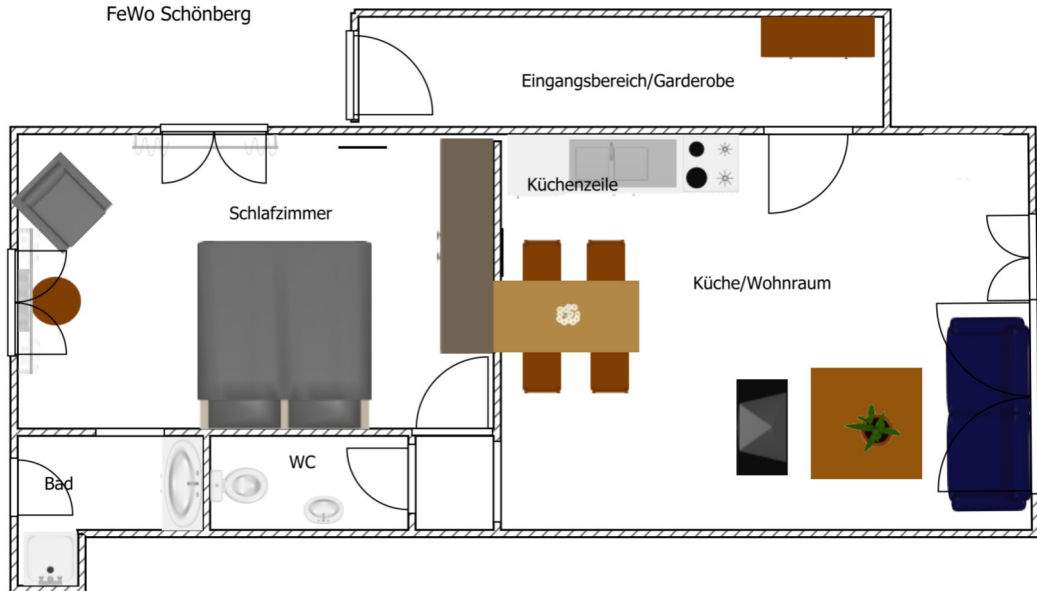 FeWo Schönberg
Eingangsbereich/Garderobe
Küchenzeile
Schlafzimmer
Küche/Wohnraum
WC
Bad